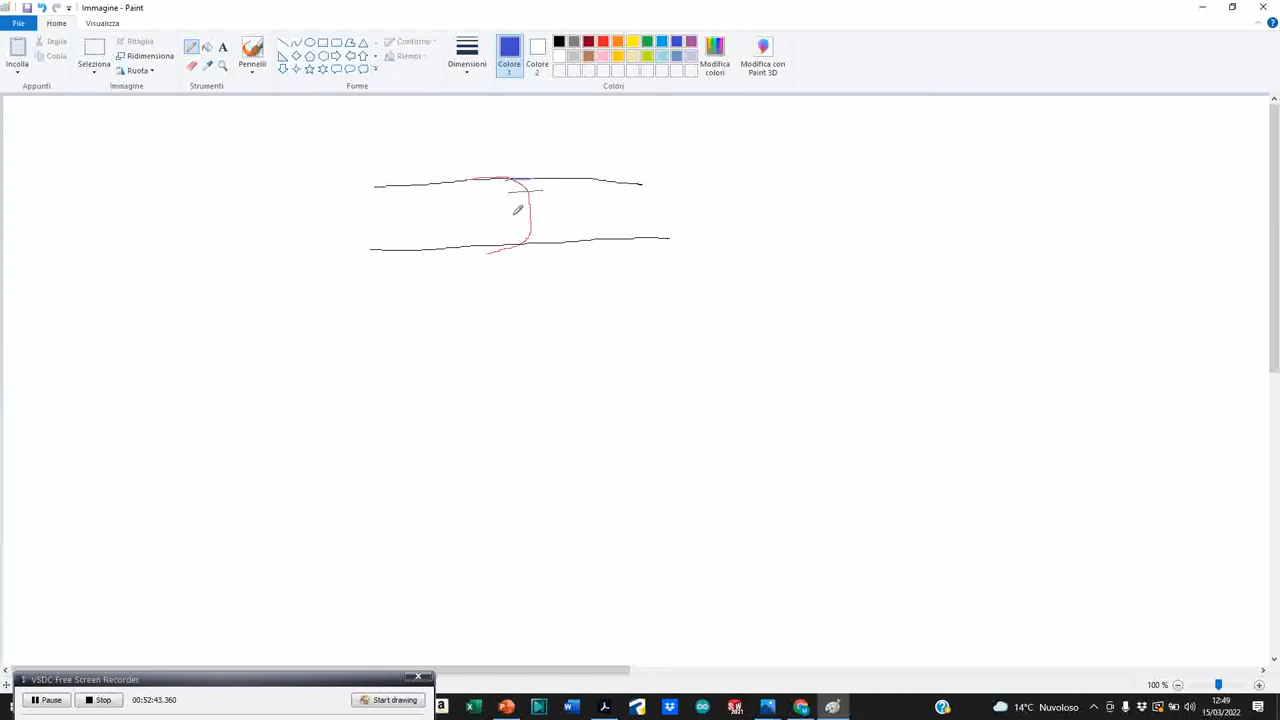 Immagine - Paint
File
Home
Visualizza
Incolla
Taglia
Copia
Appunti
Seleziona
Ritaglia
Ridimensiona
Ruota
Immagine
A
Strumenti
Pennelli
Contorno
Riempi
Forme
Dimensioni
Colore 1
Colore 2
Modifica colori
Modifica con Paint 3D
Colori
100 %
VSDC Free Screen Recorder
Pause
Stop
00:52:43.360
Start drawing
14°C Nuvoloso
12:49
15/03/2022